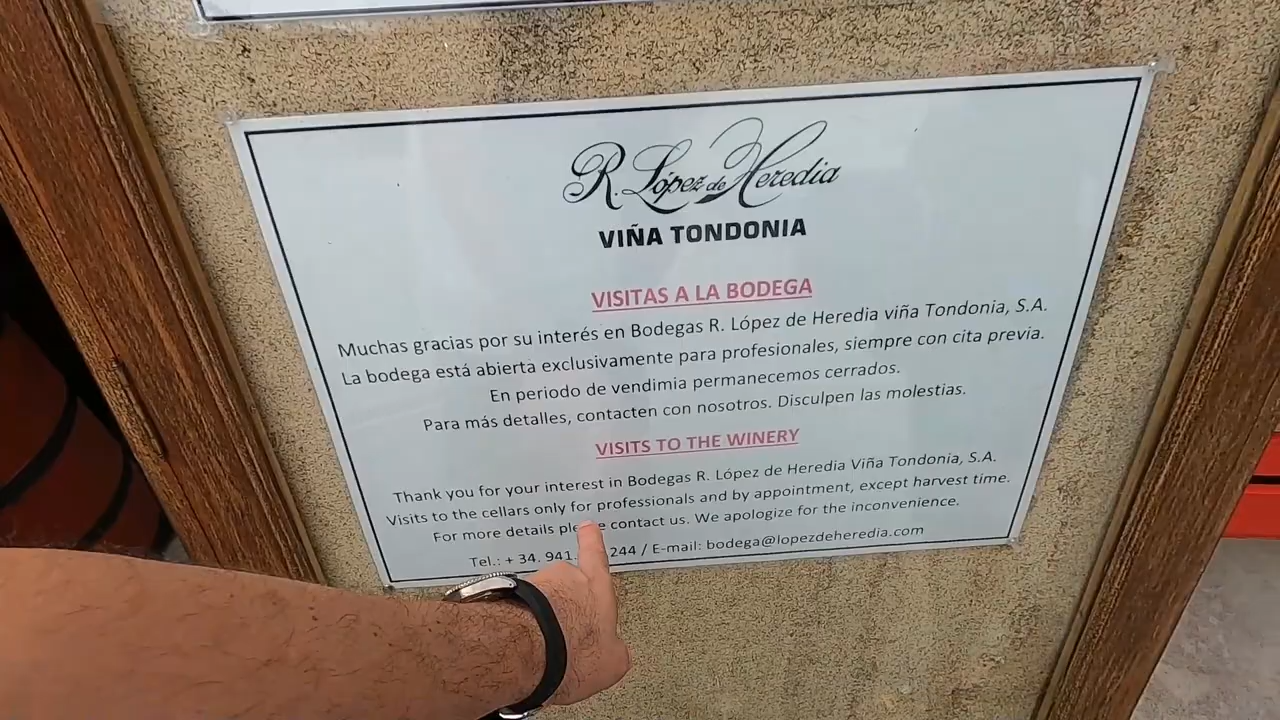 R. López de Heredia
VIÑA TONDONIA
VISITAS A LA BODEGA
Muchas gracias por su interés en Bodegas R. López de Heredia viña Tondonia, S.A.
La bodega está abierta exclusivamente para profesionales, siempre con cita previa.
En periodo de vendimia permanecemos cerrados.
Para más detalles, contacten con nosotros. Disculpen las molestias.
VISITS TO THE WINERY
Thank you for your interest in Bodegas R. López de Heredia Viña Tondonia, S.A.
Visits to the cellars only for professionals and by appointment, except harvest time.
For more details please contact us. We apologize for the inconvenience.
Tel.: + 34. 941. 244 / E-mail: bodega@lopezdeheredia.com